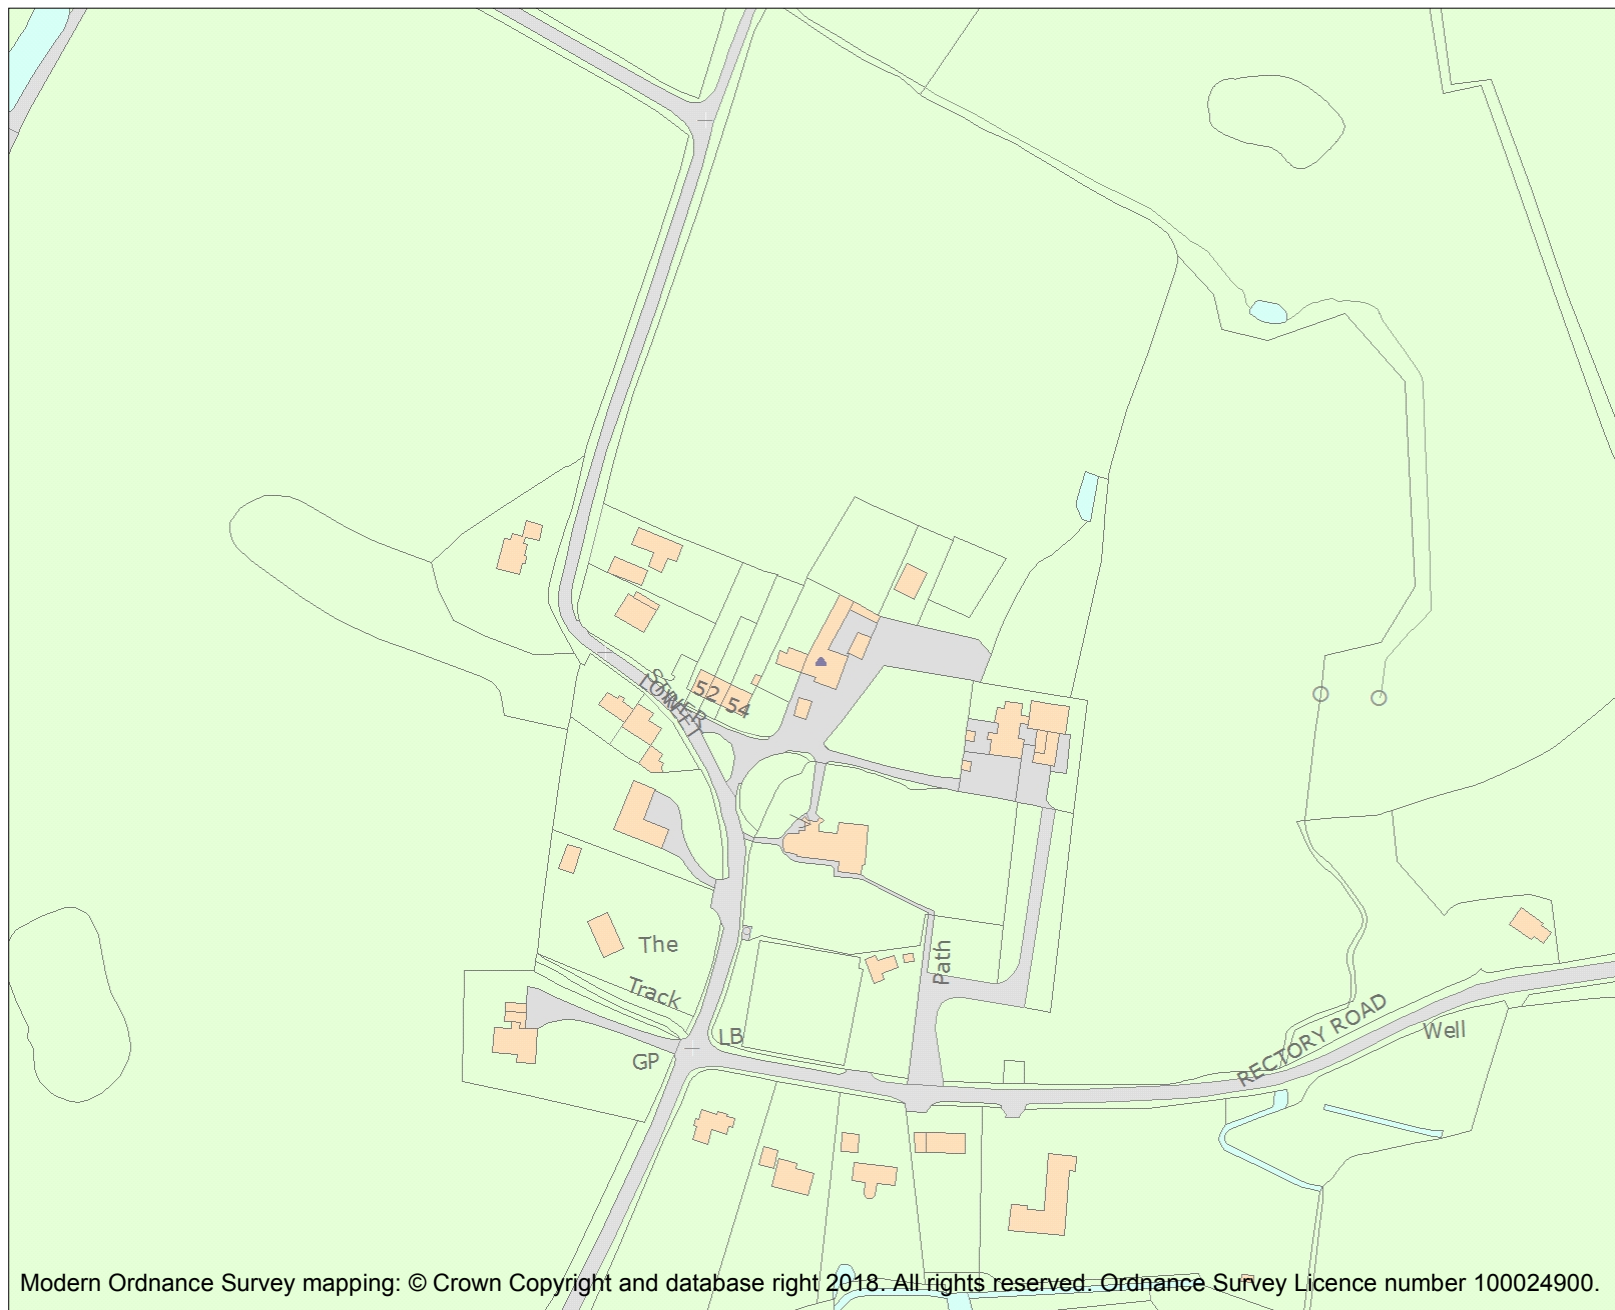 52 54
LOWER
STREET
The
Track
Path
LB
GP
RECTORY ROAD
Well
Modern Ordnance Survey mapping: © Crown Copyright and database right 2018. All rights reserved. Ordnance Survey Licence number 100024900.